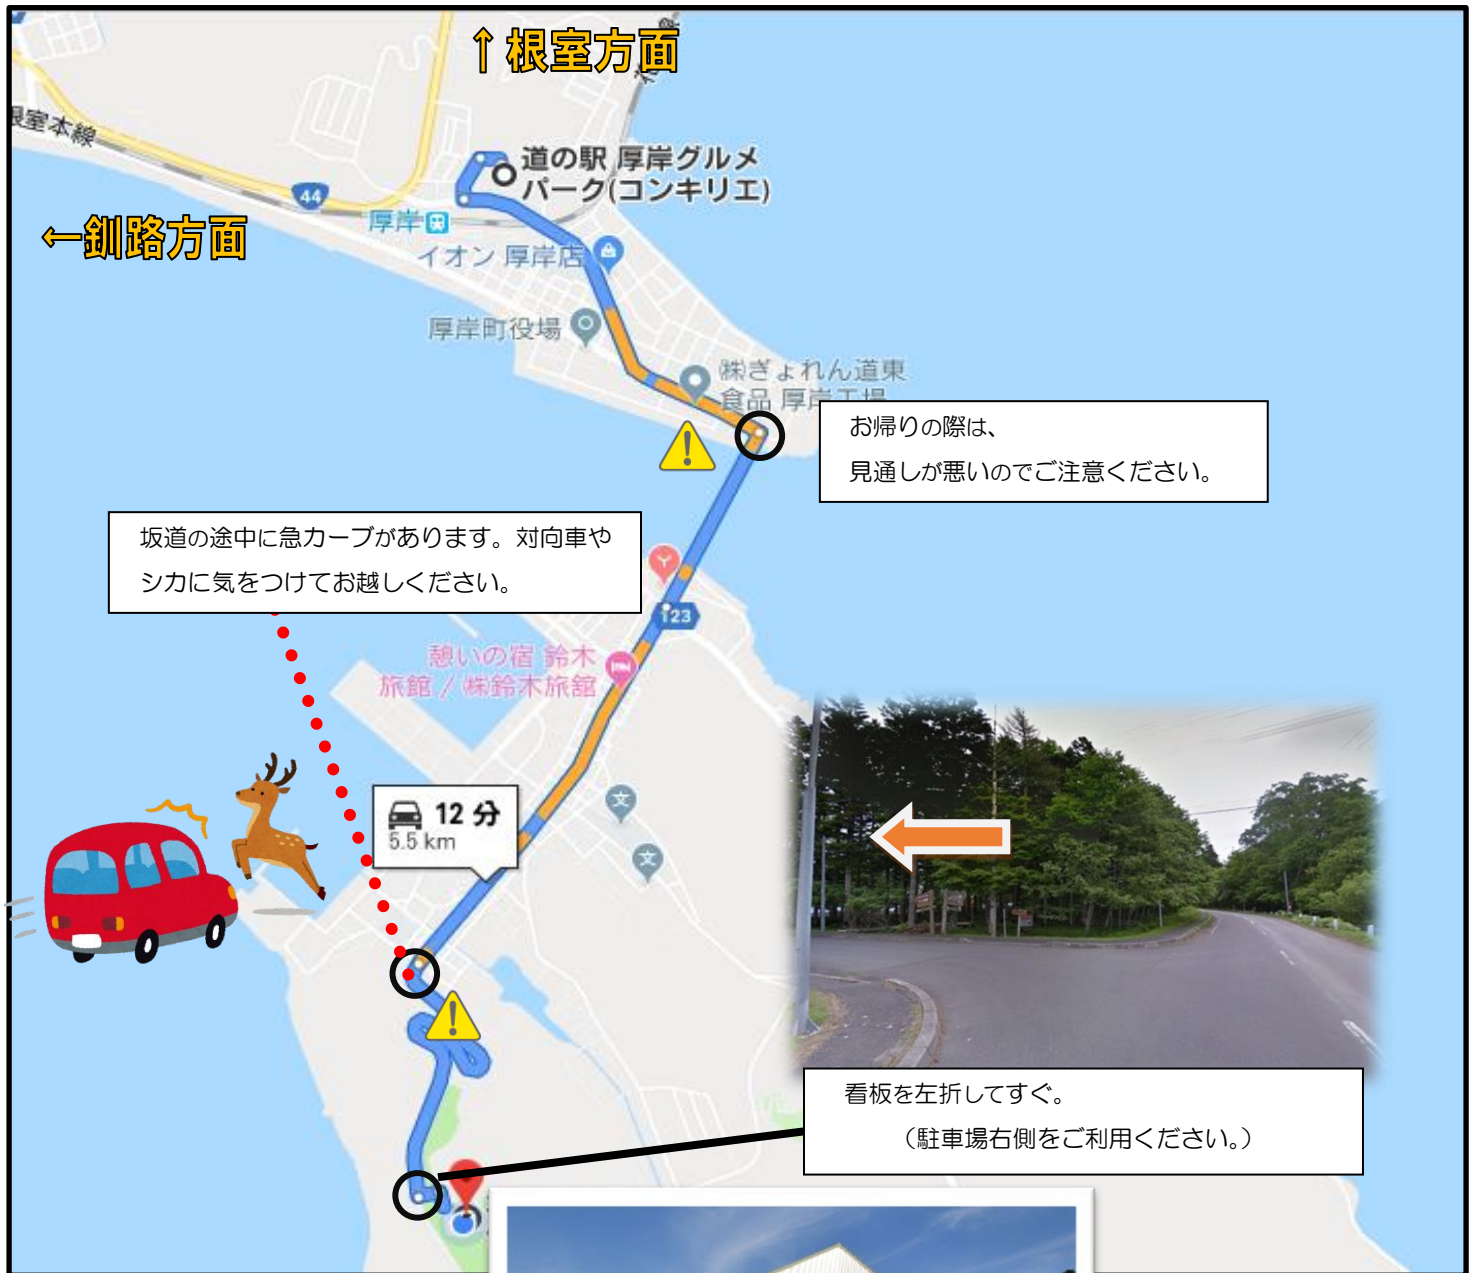 ↑根室方面
根室本線
44
道の駅 厚岸グルメ
パーク(コンキリエ)
←釧路方面
厚岸
イオン 厚岸店
厚岸町役場
㈱ぎょれん道東
食品 厚岸工場
お帰りの際は、
見通しが悪いのでご注意ください。
坂道の途中に急カーブがあります。対向車や
シカに気をつけてお越しください。
123
憩いの宿 鈴木
旅館 / ㈱鈴木旅館
12 分
5.5 km
文
文
看板を左折してすぐ。
（駐車場右側をご利用ください。）